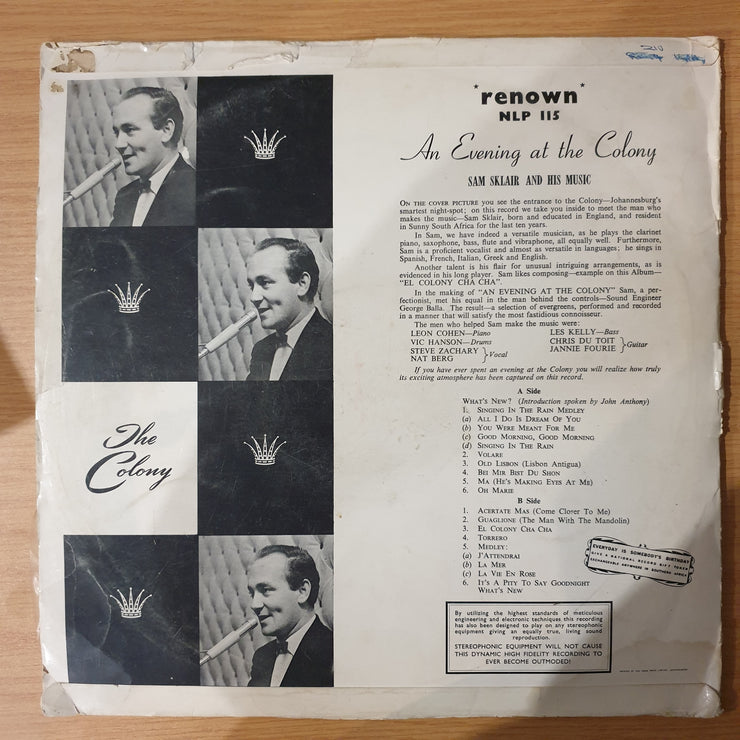 210
*renown*
NLP 115
An Evening at the Colony
SAM SKLAIR AND HIS MUSIC
ON THE COVER PICTURE you see the entrance to the Colony—Johannesburg's
smartest night-spot; on this record we take you inside to meet the man who
makes the music—Sam Sklair, born and educated in England, and resident
in Sunny South Africa for the last ten years.
In Sam, we have indeed a versatile musician, as he plays the clarinet
piano, saxophone, bass, flute and vibraphone, all equally well. Furthermore,
Sam is a proficient vocalist and almost as versatile in languages; he sings in
Spanish, French, Italian, Greek and English.
Another talent is his flair for unusual intriguing arrangements, as is
evidenced in his long player. Sam likes composing—example on this Album—
"EL COLONY CHA CHA".
In the making of "AN EVENING AT THE COLONY" Sam, a per-
fectionist, met his equal in the man behind the controls—Sound Engineer
George Balla. The result—a selection of evergreens, performed and recorded
in a manner that will satisfy the most fastidious connoisseur.
The men who helped Sam make the music were:
LEON COHEN—Piano LES KELLY—Bass
VIC HANSON—Drums CHRIS DU TOIT } Guitar
STEVE ZACHARY } Vocal JANNIE FOURIE
NAT BERG
If you have ever spent an evening at the Colony you will realize how truly
its exciting atmosphere has been captured on this record.
A Side
WHAT'S NEW? (Introduction spoken by John Anthony)
1. SINGING IN THE RAIN MEDLEY
(a) ALL I DO IS DREAM OF YOU
(b) YOU WERE MEANT FOR ME
(c) GOOD MORNING, GOOD MORNING
(d) SINGING IN THE RAIN
2. VOLARE
3. OLD LISBON (Lisbon Antigua)
4. BEI MIR BIST DU SHON
5. MA (HE'S MAKING EYES AT ME)
6. OH MARIE
B Side
1. ACERTATE MAS (Come Clover To Me)
2. GUAGLIONE (The Man With The Mandolin)
3. EL COLONY CHA CHA
4. TORRERO
5. MEDLEY:
(a) J'ATTENDRAI
(b) LA MER
(c) LA VIE EN ROSE
6. IT'S A PITY TO SAY GOODNIGHT
WHAT'S NEW
EVERYDAY IS SOMEBODY'S BIRTHDAY
GIVE A NATIONAL RECORD GIFT TOKEN
EXCHANGEABLE ANYWHERE IN SOUTHERN AFRICA
By utilizing the highest standards of meticulous
engineering and electronic techniques this recording
has also been designed to play on any stereophonic
equipment giving an equally true, living sound
reproduction.
STEREOPHONIC EQUIPMENT WILL NOT CAUSE
THIS DYNAMIC HIGH FIDELITY RECORDING TO
EVER BECOME OUTMODED!
The
Colony